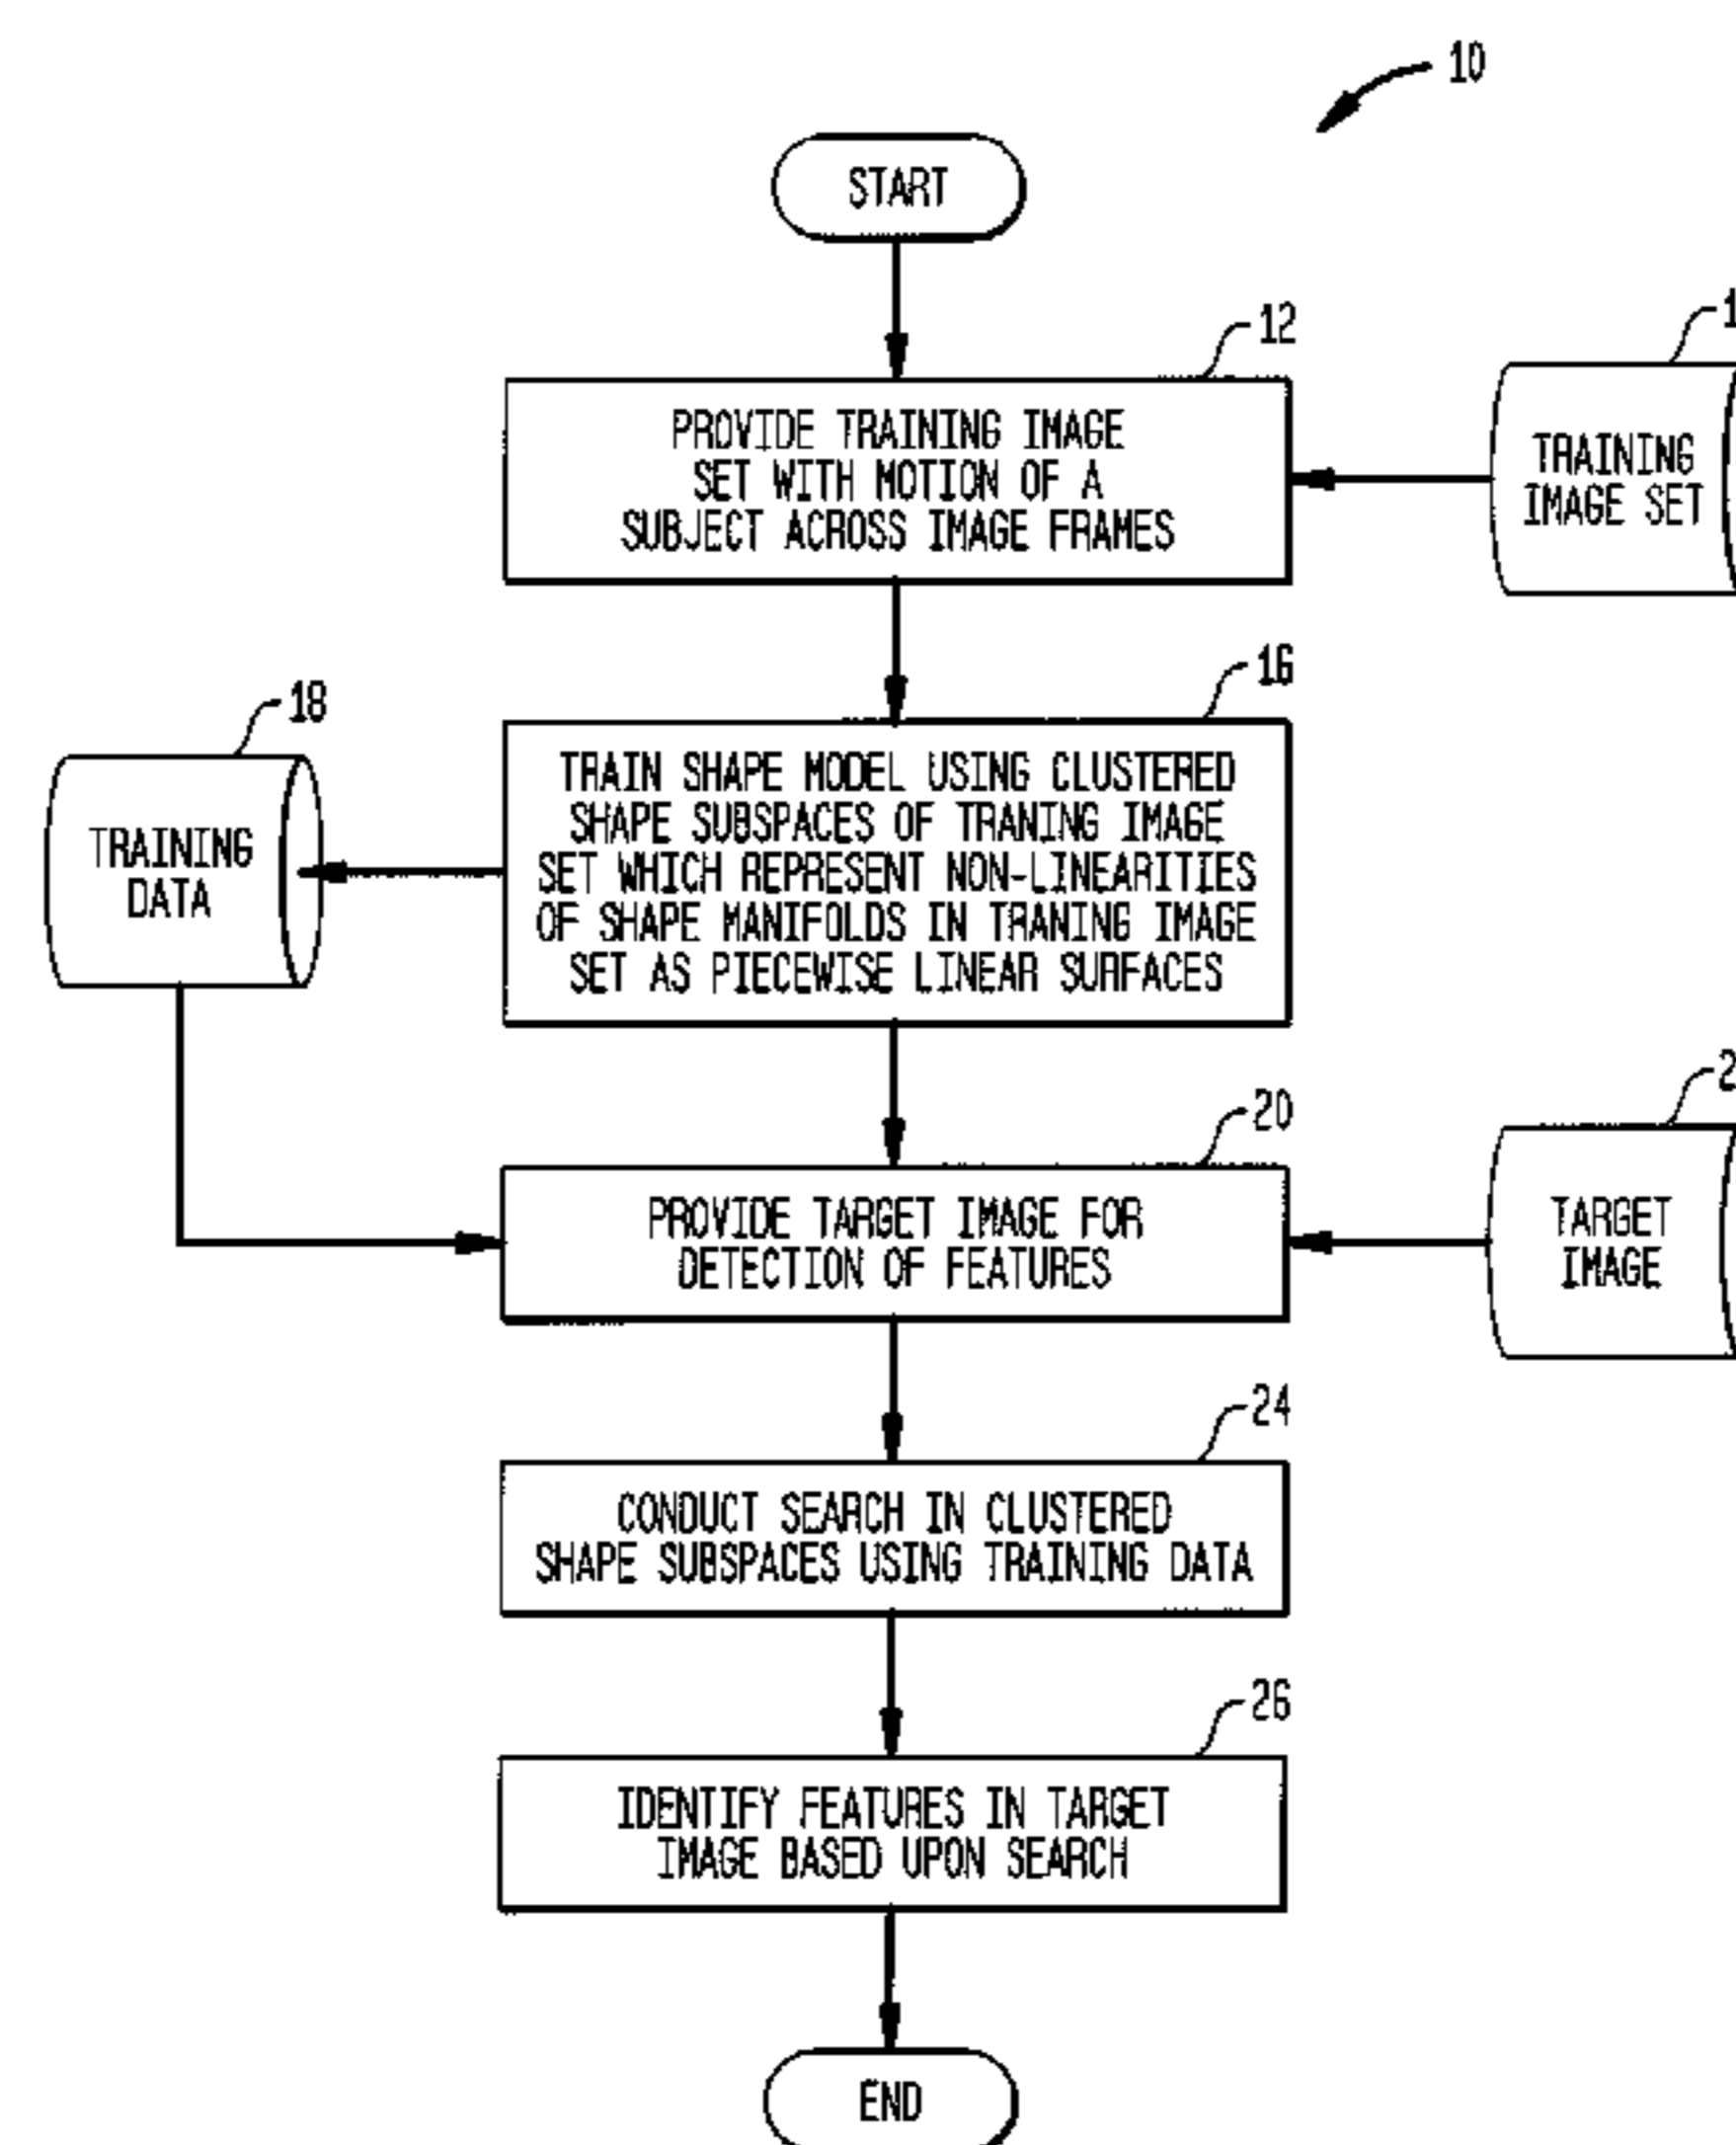 10
START
12
PROVIDE TRAINING IMAGE
SET WITH MOTION OF A
SUBJECT ACROSS IMAGE FRAMES
TRAINING
IMAGE SET
16
TRAIN SHAPE MODEL USING CLUSTERED
SHAPE SUBSPACES OF TRANING IMAGE
SET WHICH REPRESENT NON-LINEARITIES
OF SHAPE MANIFOLDS IN TRANING IMAGE
SET AS PIECEWISE LINEAR SURFACES
18
TRAINING
DATA
20
PROVIDE TARGET IMAGE FOR
DETECTION OF FEATURES
TARGET
IMAGE
24
CONDUCT SEARCH IN CLUSTERED
SHAPE SUBSPACES USING TRAINING DATA
26
IDENTIFY FEATURES IN TARGET
IMAGE BASED UPON SEARCH
END